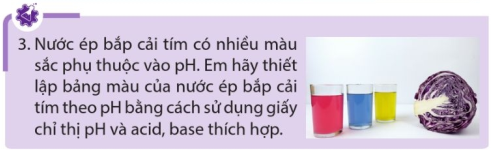 3. Nước ép bắp cải tím có nhiều màu
sắc phụ thuộc vào pH. Em hãy thiết
lập bảng màu của nước ép bắp cải
tím theo pH bằng cách sử dụng giấy
chỉ thị pH và acid, base thích hợp.